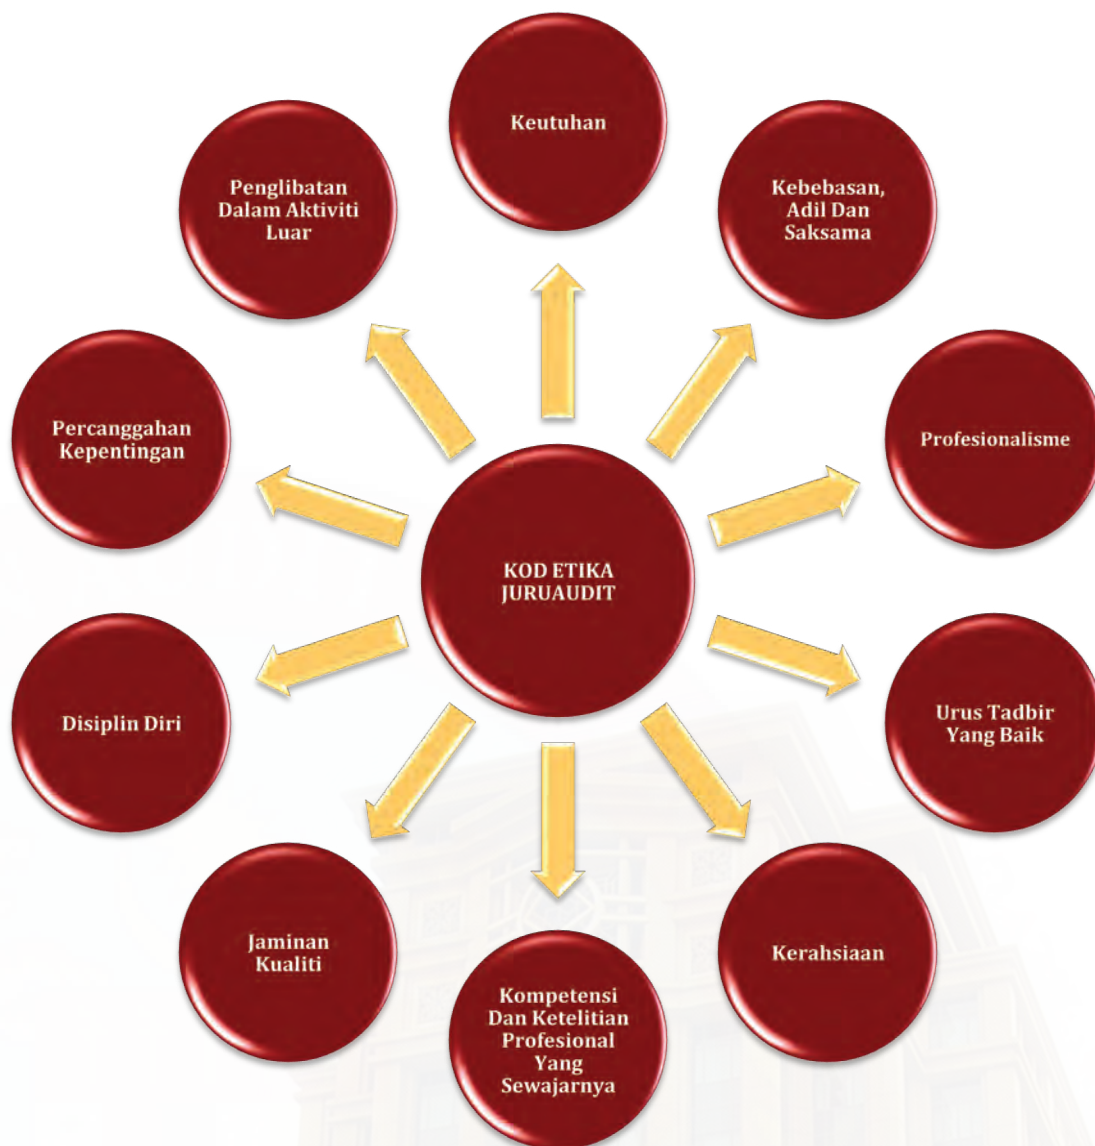 Keutuhan
Kebebasan,
Adil Dan
Saksama
Profesionalisme
Urus Tadbir
Yang Baik
Kerahsiaan
Kompetensi
Dan Ketelitian
Profesional
Yang
Sewajarnya
Jaminan
Kualiti
Disiplin Diri
Percanggahan
Kepentingan
Penglibatan
Dalam Aktiviti
Luar
KOD ETIKA
JURUAUDIT